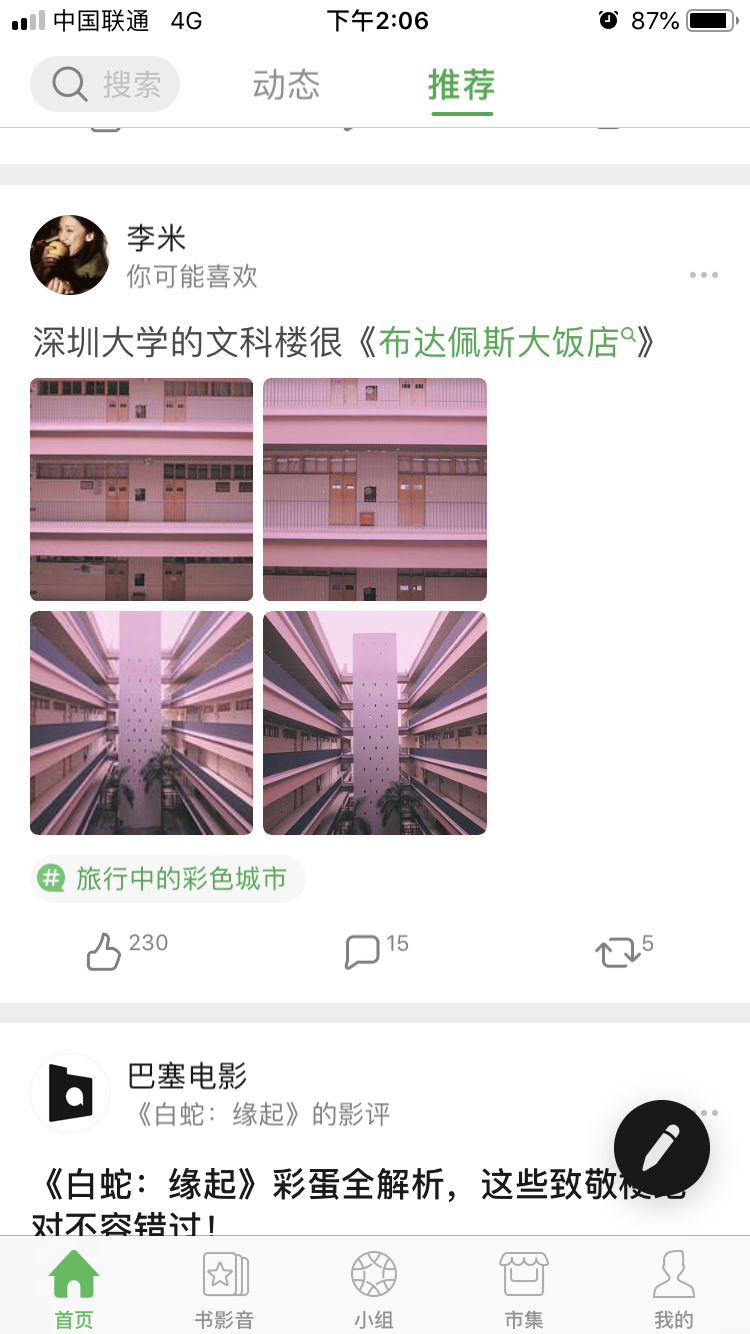 中国联通 4G 下午2:06 87%
搜索 动态 推荐
李米
你可能喜欢
深圳大学的文科楼很《布达佩斯大饭店》
# 旅行中的彩色城市
230 15 5
巴塞电影
《白蛇：缘起》的影评
《白蛇：缘起》彩蛋全解析，这些致敬梗绝
对不容错过！
首页 书影音 小组 市集 我的